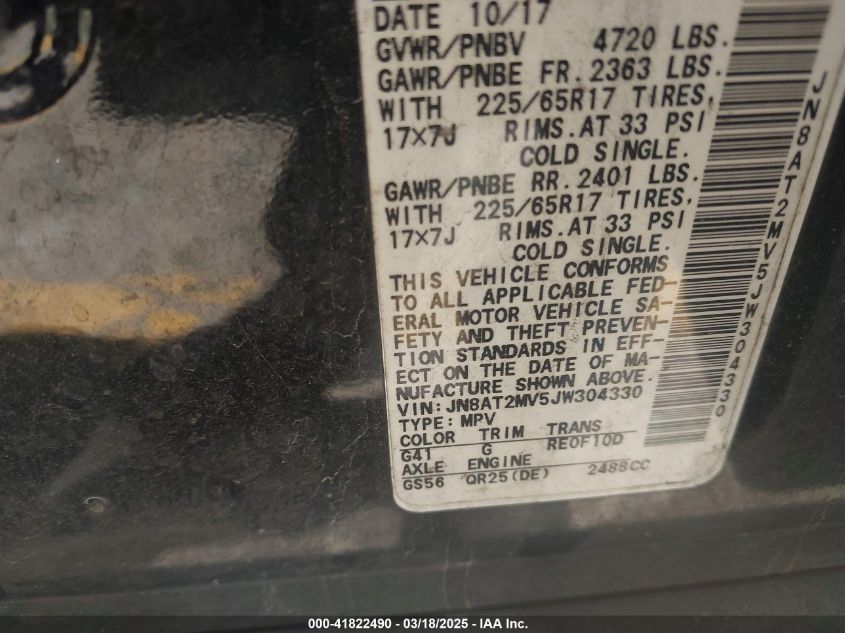 DATE 10/17
GVWR/PNBV 4720 LBS.
GAWR/PNBE FR. 2363 LBS.
WITH 225/65R17 TIRES,
17×7J RIMS. AT 33 PSI
COLD SINGLE.
GAWR/PNBE RR. 2401 LBS.
WITH 225/65R17 TIRES,
17×7J RIMS. AT 33 PSI
COLD SINGLE.
THIS VEHICLE CONFORMS
TO ALL APPLICABLE FED-
ERAL MOTOR VEHICLE SA-
FETY AND THEFT PREVEN-
TION STANDARDS IN EFF-
ECT ON THE DATE OF MA-
NUFACTURE SHOWN ABOVE.
VIN: JN8AT2MV5JW304330
TYPE: MPV
COLOR TRIM TRANS
G41 G RE0F10D
AXLE ENGINE
GS56 QR25(DE) 2488CC
JN8AT2MV5JW304330
000-41822490 - 03/18/2025 - IAA Inc.